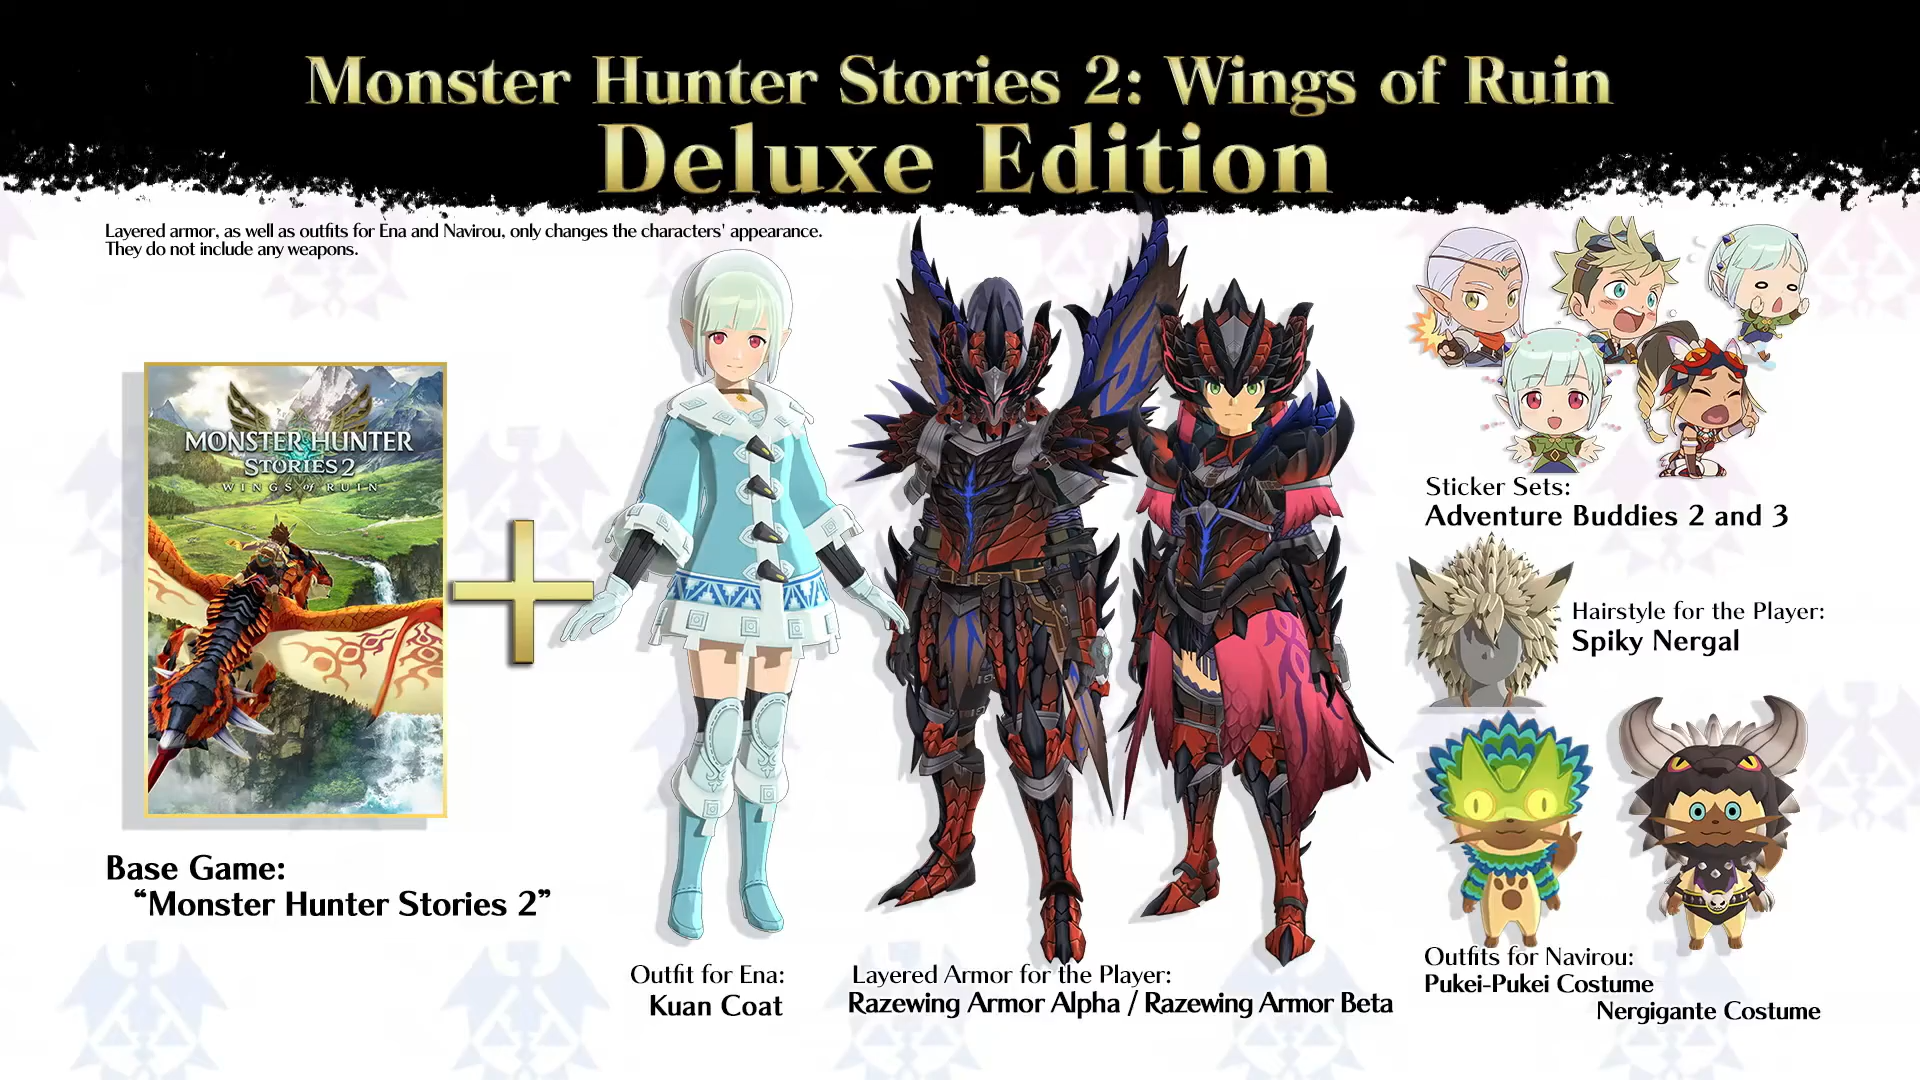 Monster Hunter Stories 2: Wings of Ruin
Deluxe Edition
Layered armor, as well as outfits for Ena and Navirou, only changes the characters' appearance.
They do not include any weapons.
MONSTER HUNTER
STORIES 2
WINGS of RUIN
Base Game:
“Monster Hunter Stories 2”
Outfit for Ena:
Kuan Coat
Layered Armor for the Player:
Razewing Armor Alpha / Razewing Armor Beta
Sticker Sets:
Adventure Buddies 2 and 3
Hairstyle for the Player:
Spiky Nergal
Outfits for Navirou:
Pukei-Pukei Costume
Nergigante Costume